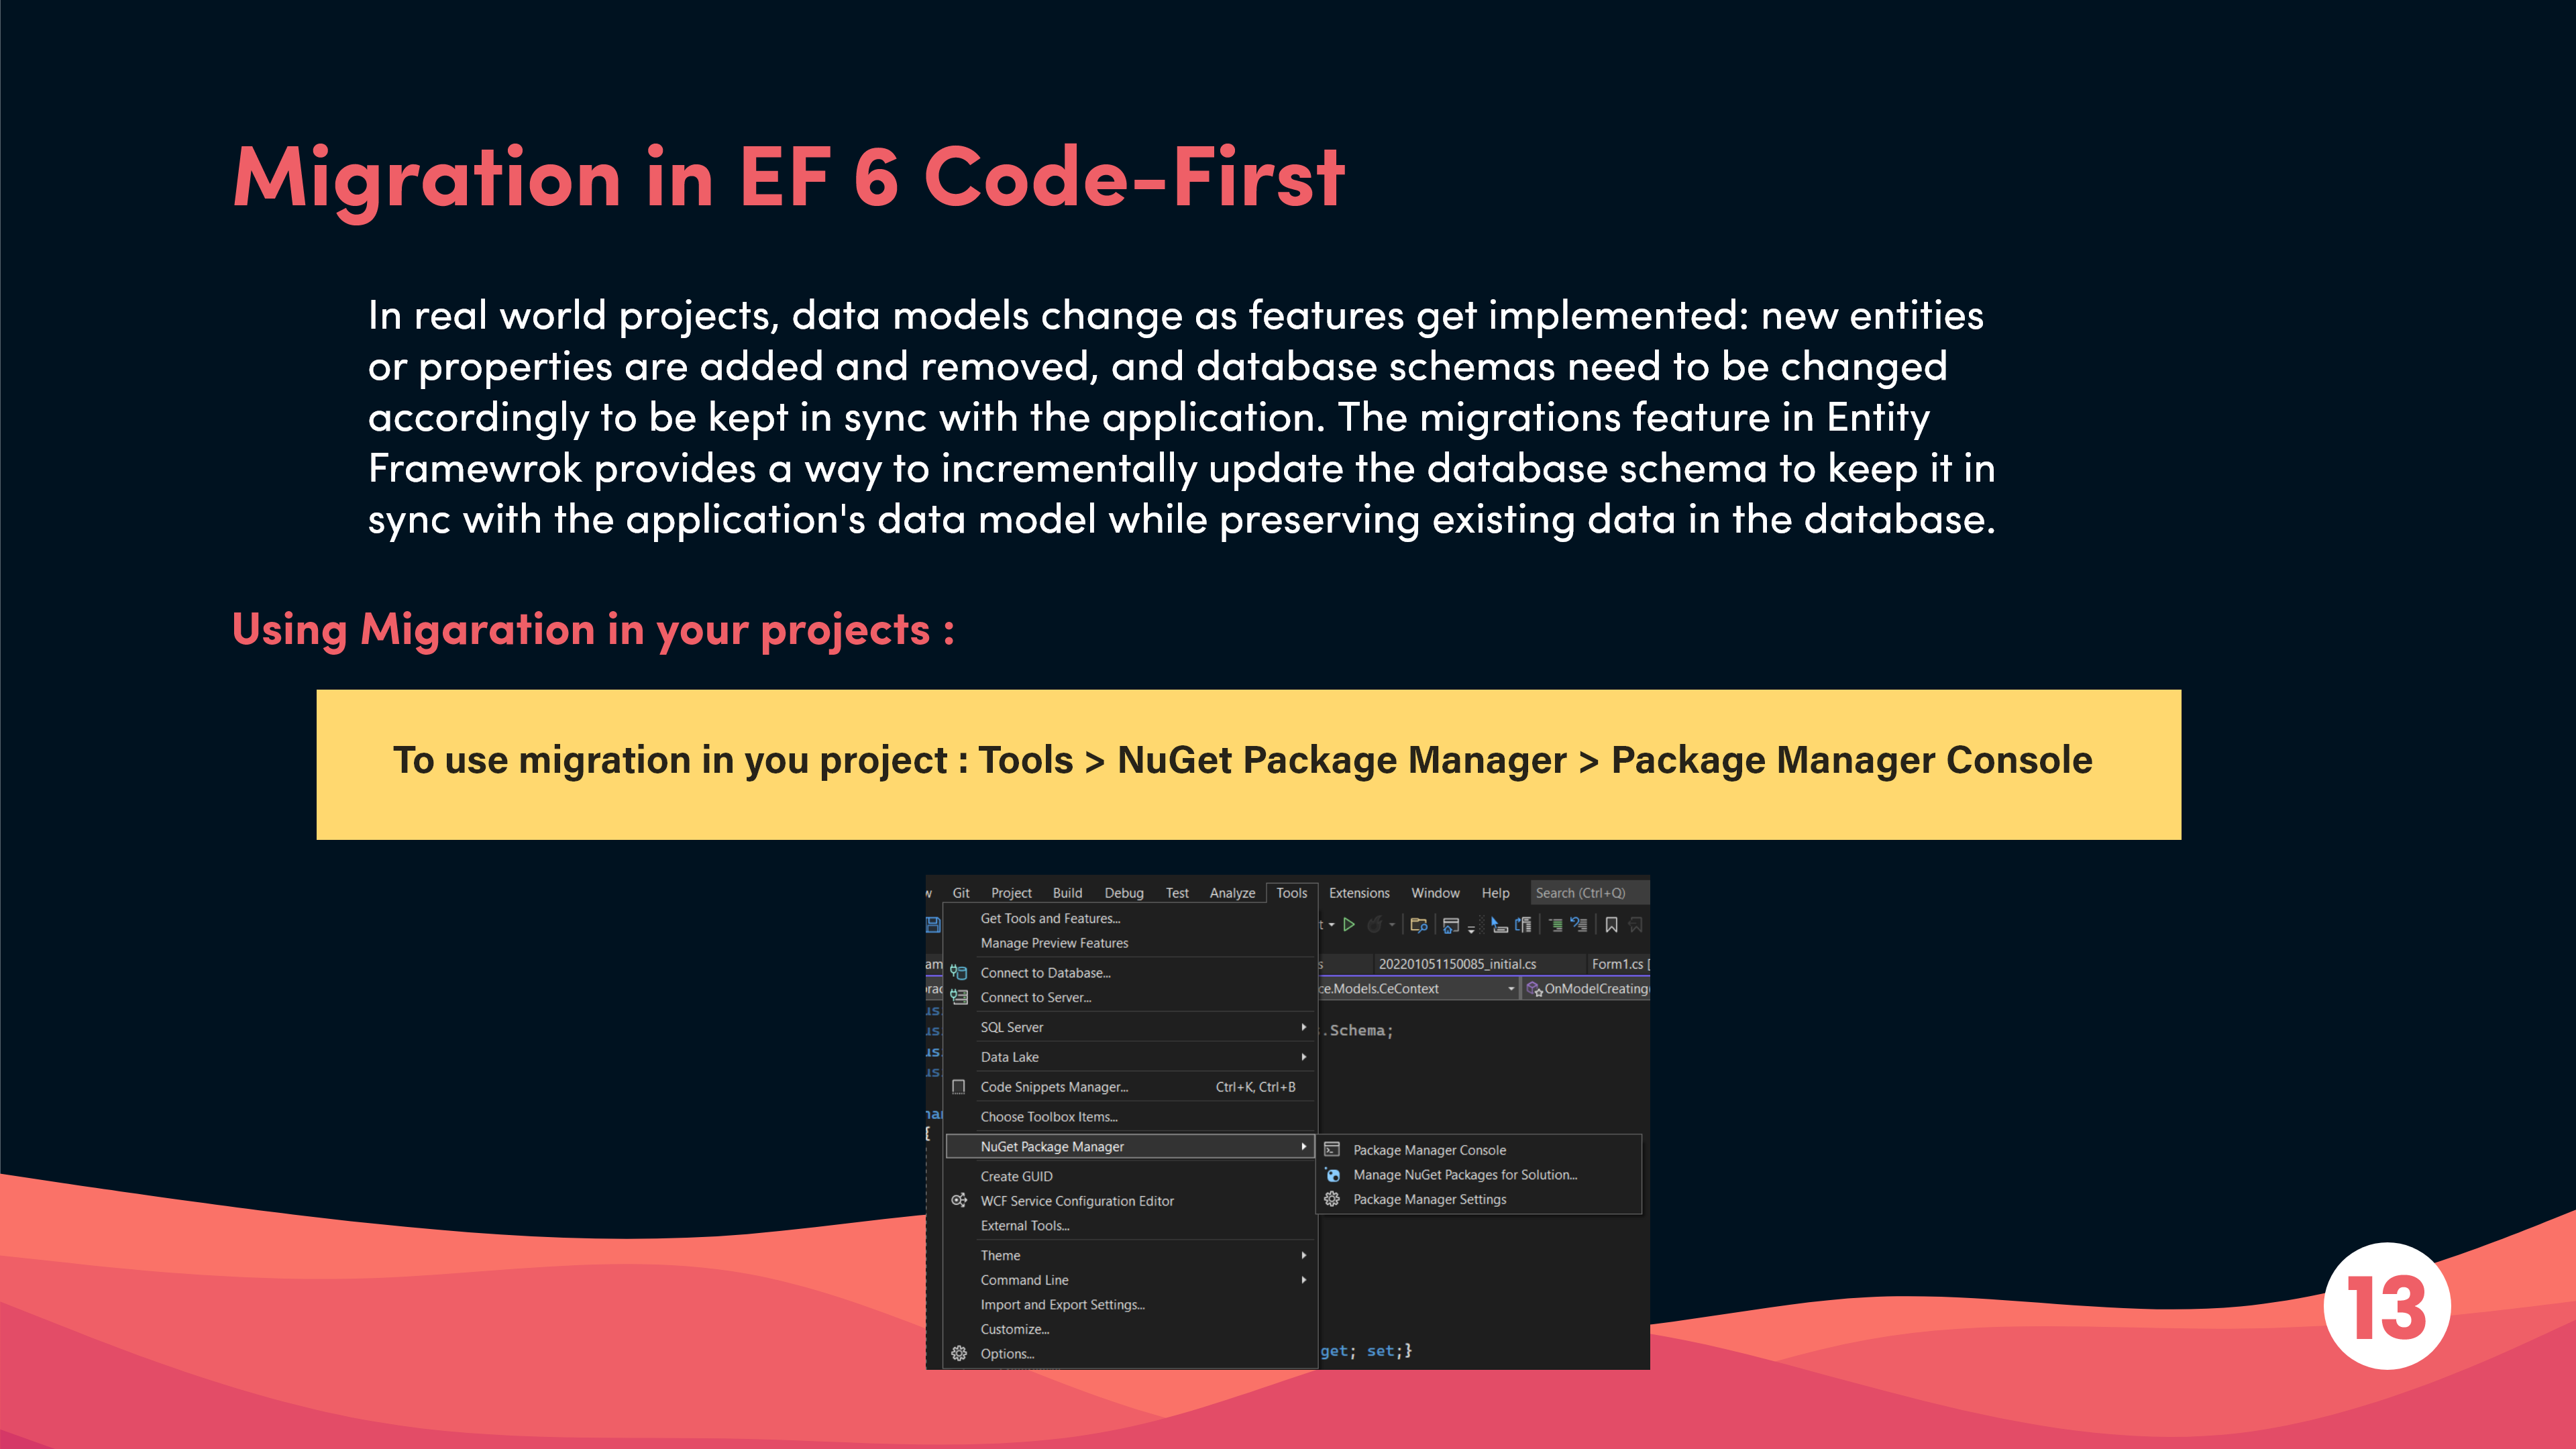 Migration in EF 6 Code-First
In real world projects, data models change as features get implemented: new entities
or properties are added and removed, and database schemas need to be changed
accordingly to be kept in sync with the application. The migrations feature in Entity
Framewrok provides a way to incrementally update the database schema to keep it in
sync with the application's data model while preserving existing data in the database.
Using Migaration in your projects :
To use migration in you project : Tools > NuGet Package Manager > Package Manager Console
w Git Project Build Debug Test Analyze Tools Extensions Window Help Search (Ctrl+Q)
Get Tools and Features...
Manage Preview Features
202201051150085_initial.cs Form1.cs [
Connect to Database...
ce.Models.CeContext OnModelCreating
Connect to Server...
SQL Server
.Schema;
Data Lake
Code Snippets Manager... Ctrl+K, Ctrl+B
Choose Toolbox Items...
{
NuGet Package Manager
Package Manager Console
Manage NuGet Packages for Solution...
Package Manager Settings
Create GUID
WCF Service Configuration Editor
External Tools...
Theme
Command Line
Import and Export Settings...
Customize...
Options...
get; set;}
13